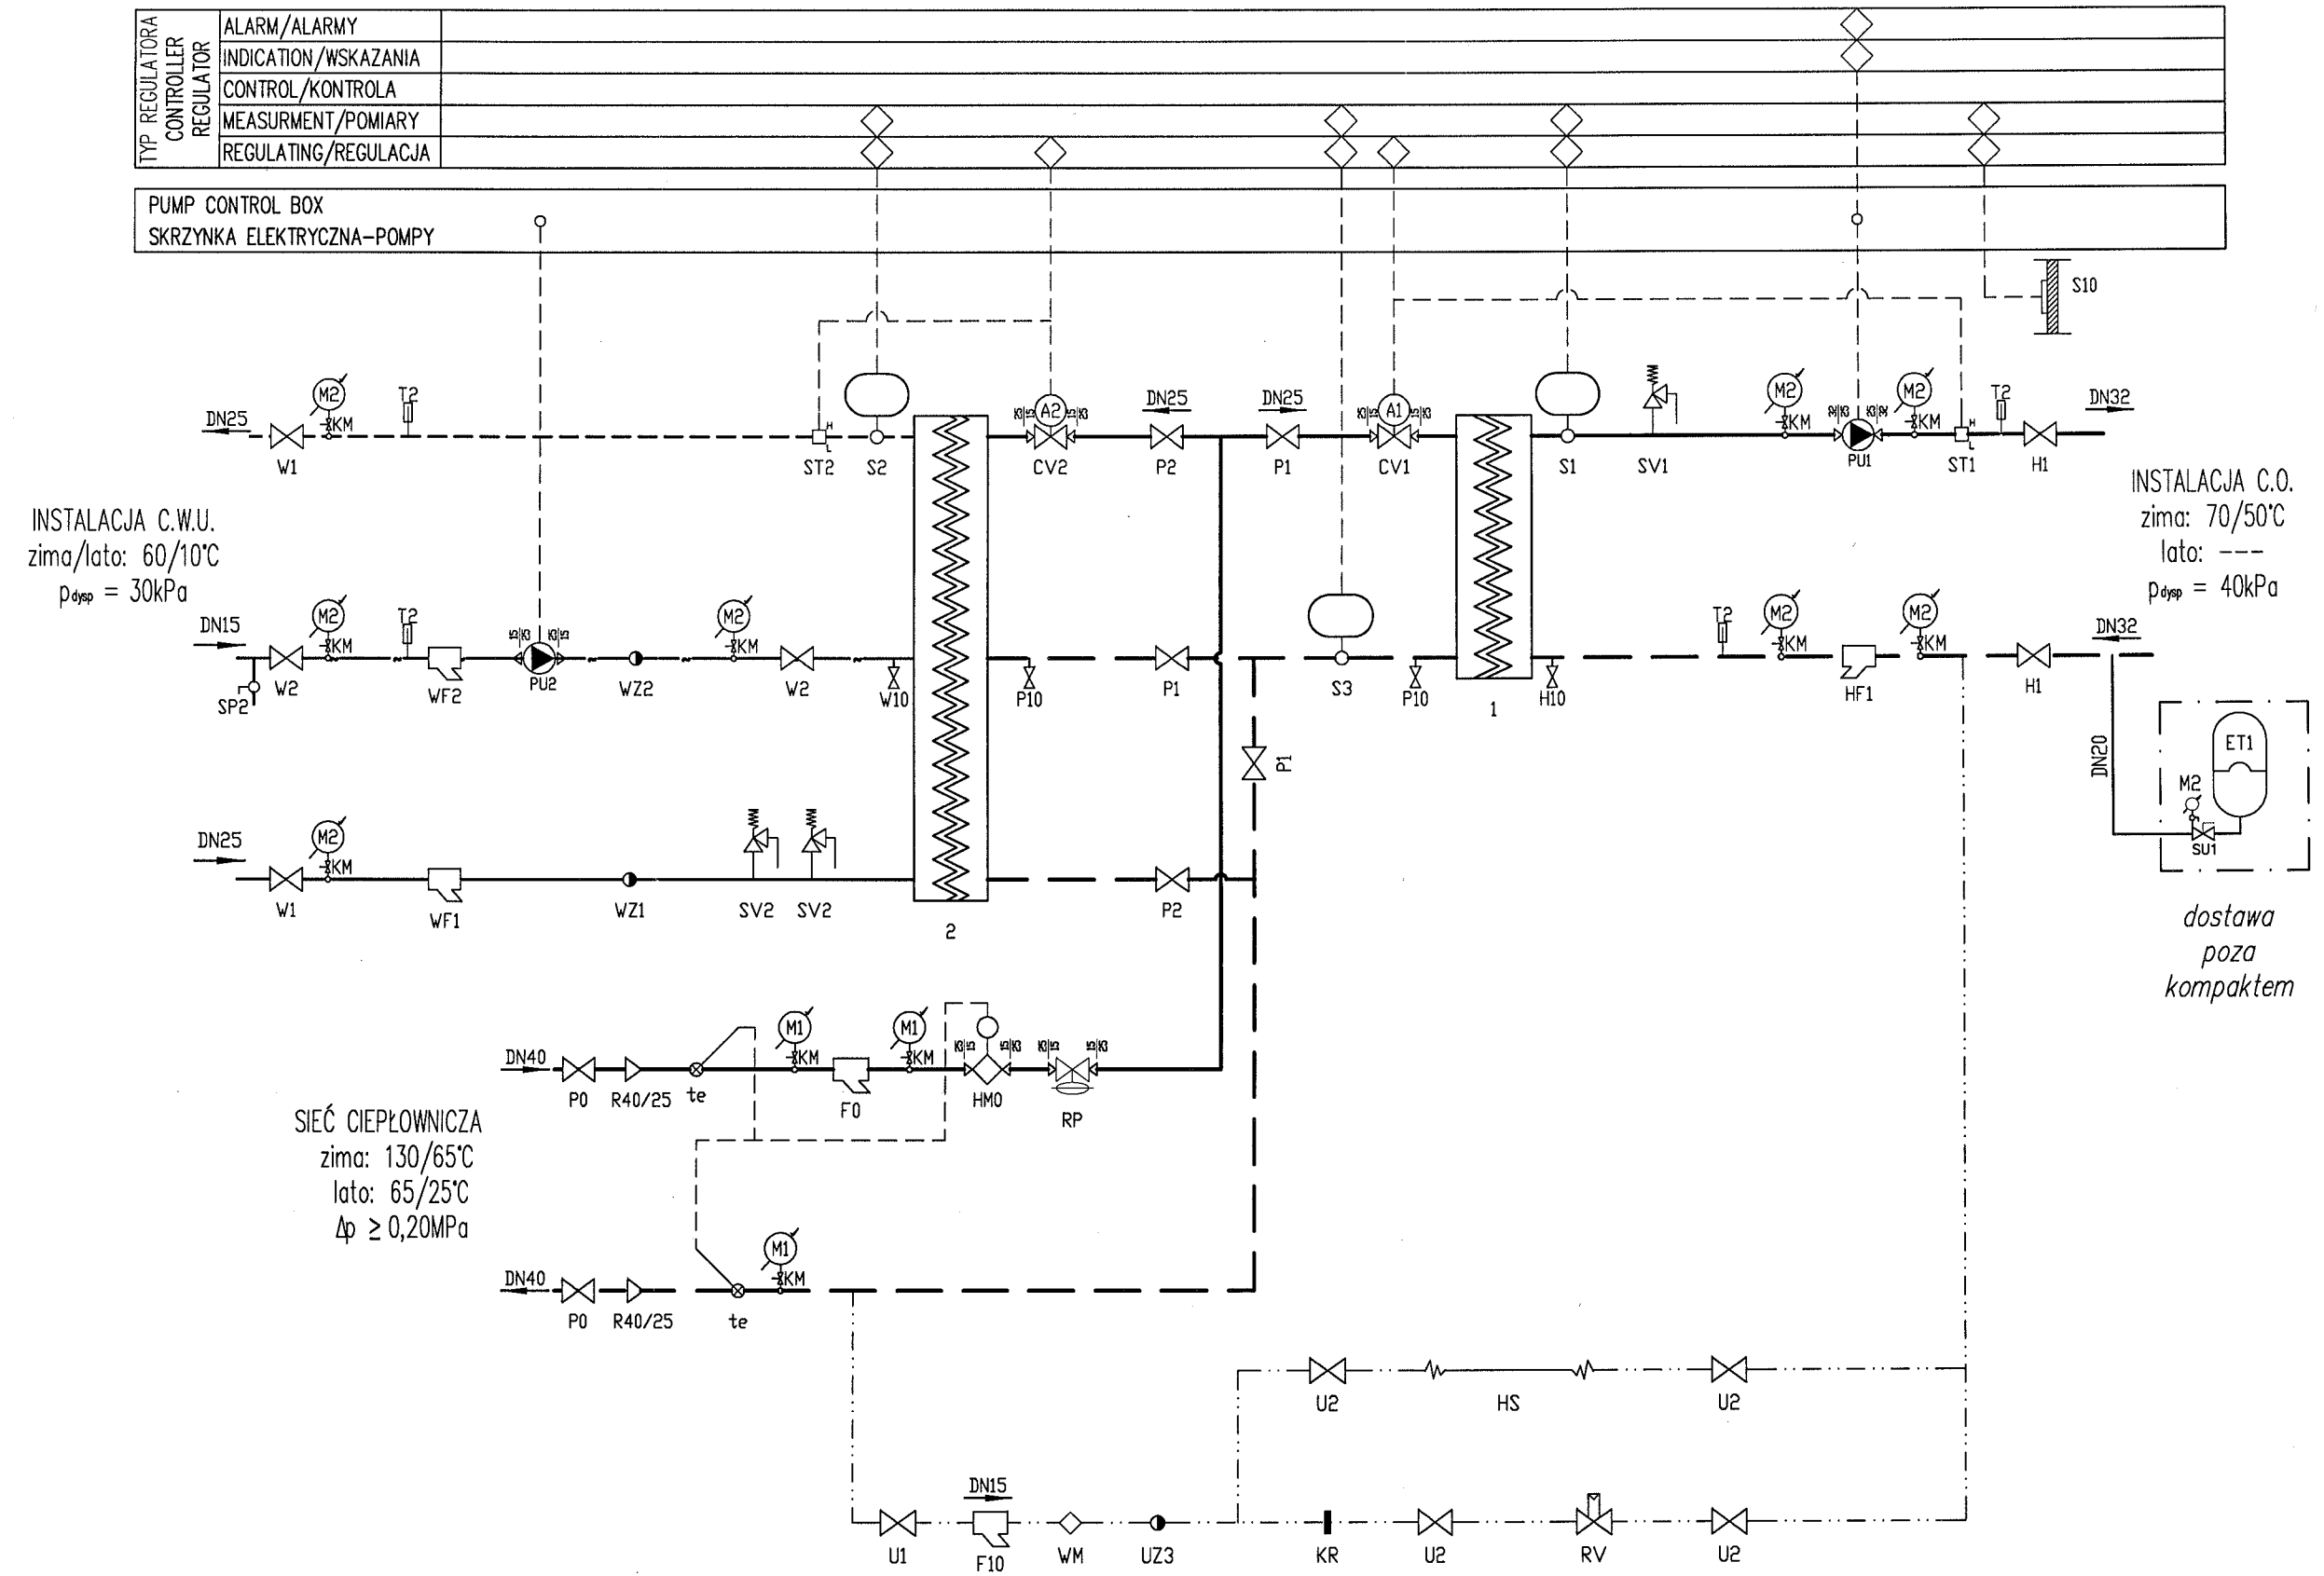 TYP REGULATORA
CONTROLLER
REGULATOR
ALARM/ALARMY
INDICATION/WSKAZANIA
CONTROL/KONTROLA
MEASURMENT/POMIARY
REGULATING/REGULACJA
PUMP CONTROL BOX
SKRZYNKA ELEKTRYCZNA-POMPY
S10
DN25 M2 T2 A2 DN25 DN25 A1 M2 M2 T2 DN32
KM KM KM
W1 ST2 H L S2 CV2 P2 P1 CV1 S1 SV1 PU1 ST1 H L H1
INSTALACJA C.W.U.
zima/lato: 60/10°C
Pdysp = 30kPa
INSTALACJA C.O.
zima: 70/50°C
lato: ---
Pdysp = 40kPa
DN15 M2 T2 M2 T2 M2 M2 DN32
KM KM KM KM
SP2 W2 WF2 PU2 WZ2 W2 W10 P10 P1 S3 P10 1 H10 HF1 H1
P1
DN20
ET1
M2
SU1
dostawa
poza
kompaktem
DN25 M2
KM
W1 WF1 WZ1 SV2 SV2 2 P2
DN40 M1 M1
KM KM
P0 R40/25 te F0 HM0 RP
SIEĆ CIEPŁOWNICZA
zima: 130/65°C
lato: 65/25°C
Δp ≥ 0,20MPa
DN40 M1
KM
P0 R40/25 te
U2 HS U2
DN15
U1 F10 WM UZ3 KR U2 RV U2